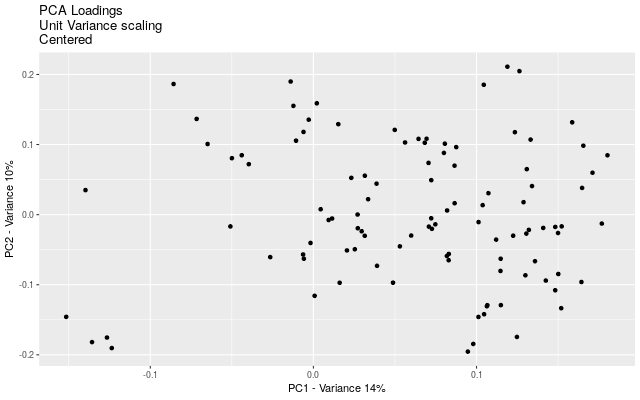 PCA Loadings
Unit Variance scaling
Centered
0.2
0.1
0.0
-0.1
-0.2
PC2 - Variance 10%
-0.1
0.0
0.1
PC1 - Variance 14%